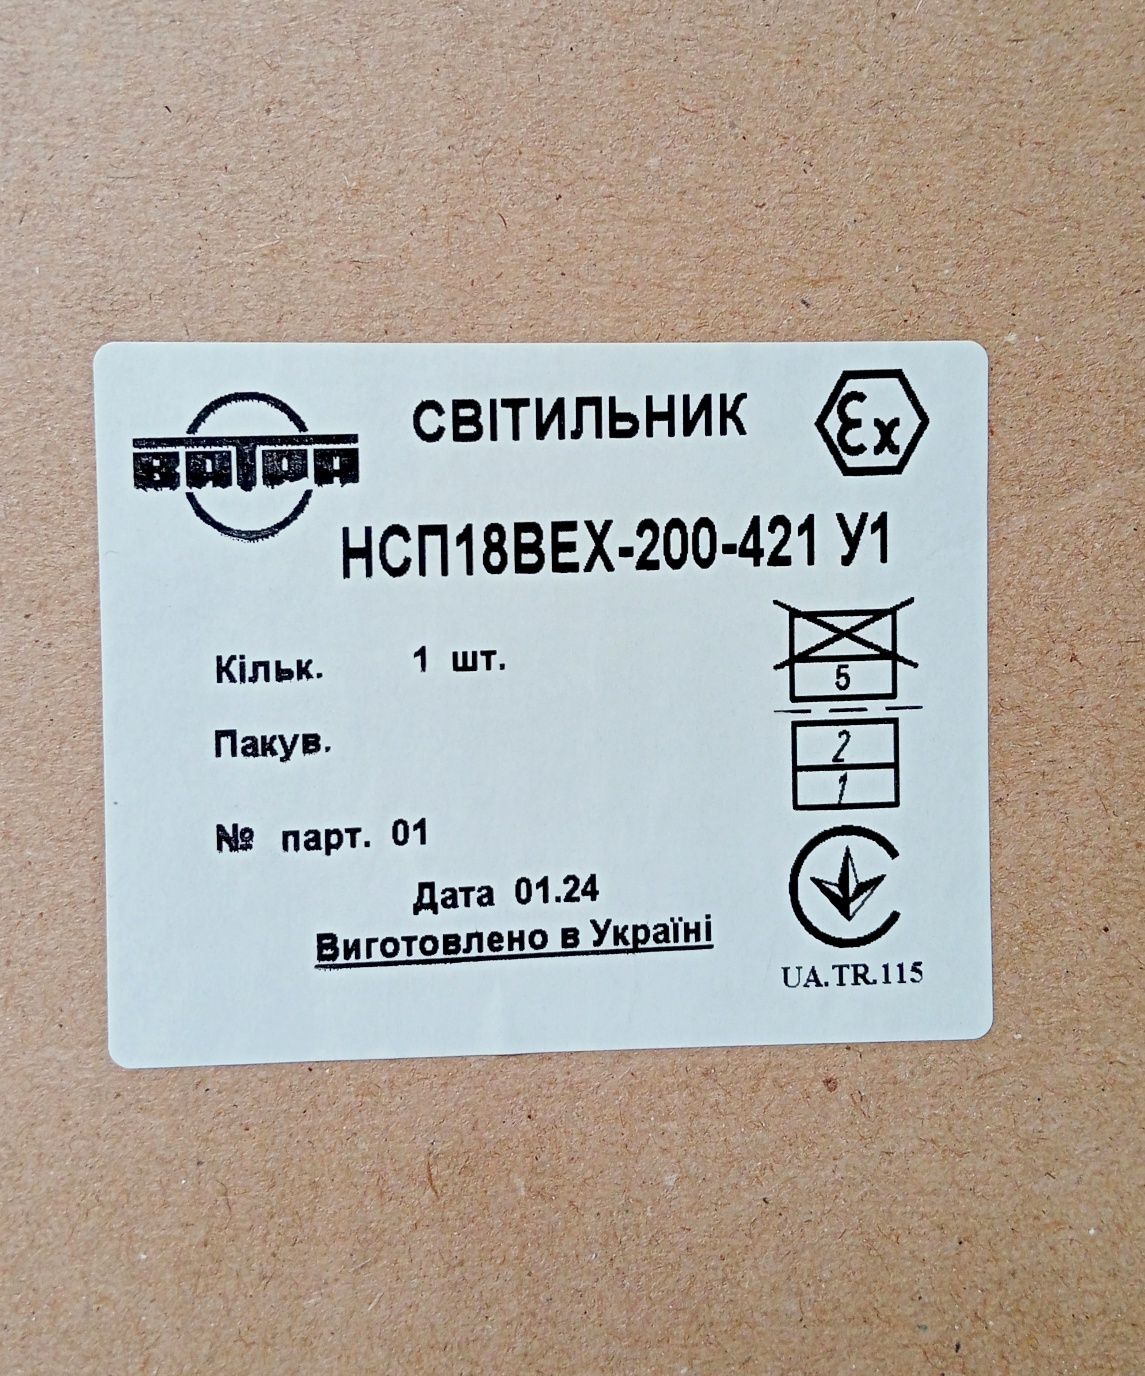 ВАТРА
СВІТИЛЬНИК
Ex
НСП18ВЕХ-200-421 У1
Кільк. 1 шт.
5
Пакув.
2
1
№ парт. 01
Дата 01.24
Виготовлено в Україні
UA.TR.115